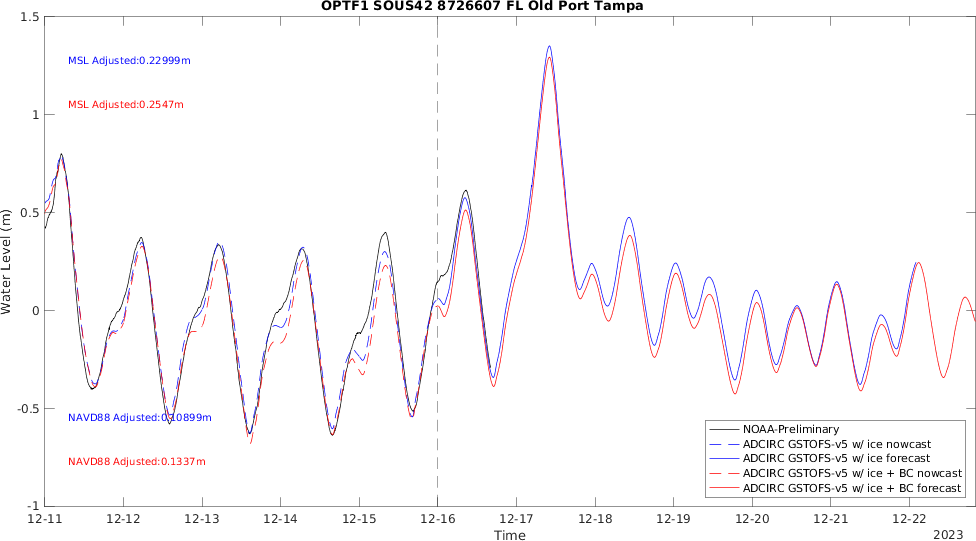 OPTF1 SOUS42 8726607 FL Old Port Tampa
1.5
MSL Adjusted:0.22999m
MSL Adjusted:0.2547m
1
0.5
Water Level (m)
0
-0.5
NAVD88 Adjusted:0.10899m
NAVD88 Adjusted:0.1337m
NOAA-Preliminary
ADCIRC GSTOFS-v5 w/ ice nowcast
ADCIRC GSTOFS-v5 w/ ice forecast
ADCIRC GSTOFS-v5 w/ ice + BC nowcast
ADCIRC GSTOFS-v5 w/ ice + BC forecast
-1
12-11 12-12 12-13 12-14 12-15 12-16 12-17 12-18 12-19 12-20 12-21 12-22
Time
2023